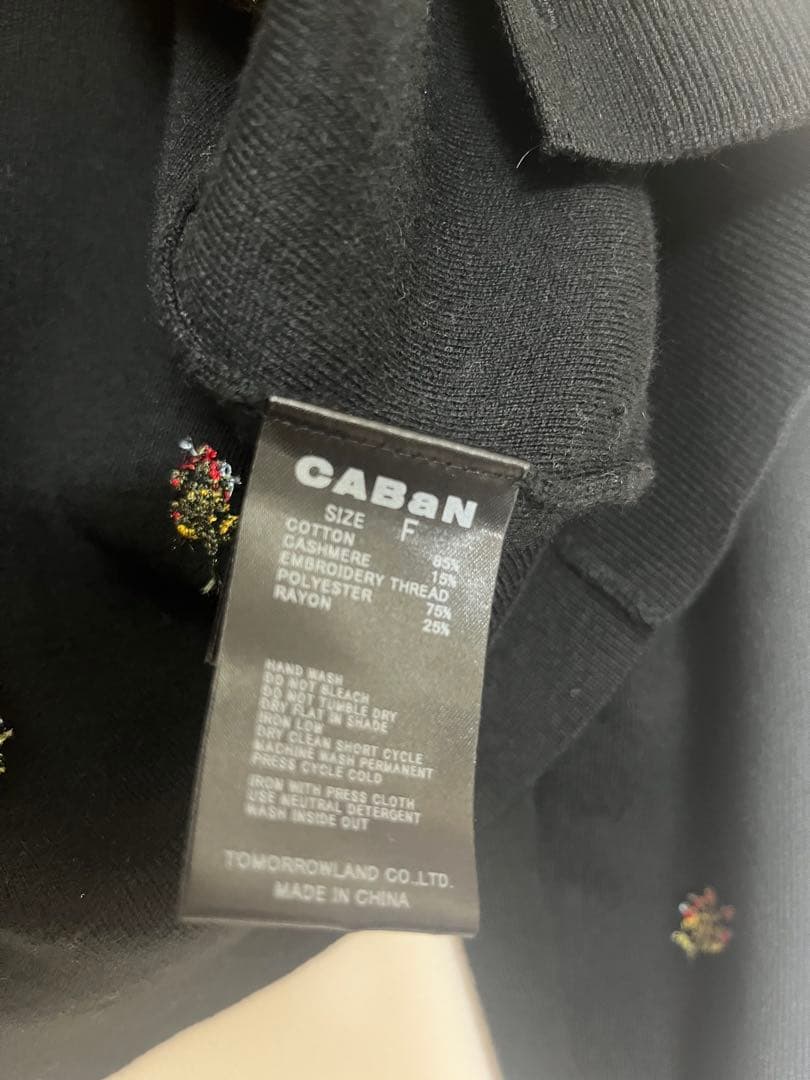 CABaN
SIZE F
COTTON 85%
CASHMERE 15%
EMBROIDERY THREAD
POLYESTER 75%
RAYON 25%
HAND WASH
DO NOT BLEACH
DO NOT TUMBLE DRY
DRY FLAT IN SHADE
IRON LOW
DRY CLEAN SHORT CYCLE
MACHINE WASH PERMANENT
PRESS CYCLE COLD
IRON WITH PRESS CLOTH
USE NEUTRAL DETERGENT
WASH INSIDE OUT
TOMORROWLAND CO.,LTD.
MADE IN CHINA